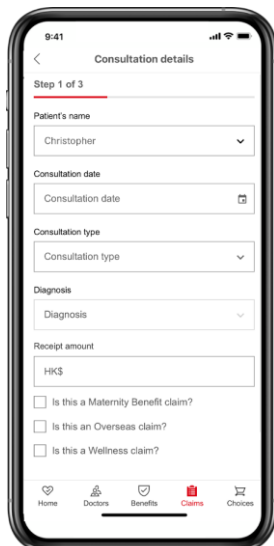 9:41
Consultation details
Step 1 of 3
Patient's name
Christopher
Consultation date
Consultation date
Consultation type
Consultation type
Diagnosis
Diagnosis
Receipt amount
HK$
Is this a Maternity Benefit claim?
Is this an Overseas claim?
Is this a Wellness claim?
Home Doctors Benefits Claims Choices